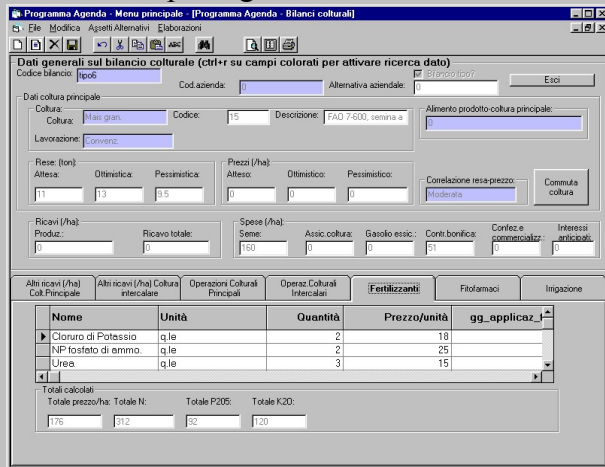 Programma Agenda - Menu principale - [Programma Agenda - Bilanci colturali]
File Modifica Assetti Alternativi Elaborazioni
ABC
Dati generali sul bilancio colturale (ctrl+r su campi colorati per attivare ricerca dato)
Codice bilancio: tipo6 Cod.azienda: 0 Alternativa aziendale: 0 Bilancio tipo? Esci
Dati coltura principale
Coltura: Alimento prodotto-coltura principale:
Coltura: Mais gran. Codice: 15 Descrizione: FAO 7-600, semina a 0
Lavorazione: Convenz.
Rese: (ton) Prezzi (/ha):
Attesa: Ottimistica: Pessimistica: Atteso: Ottimistico: Pessimistico: Correlazione resa-prezzo: Commuta coltura
11 13 9.5 0 0 0 Moderata
Ricavi (/ha): Spese (/ha):
Produz.: Ricavo totale: Seme: Assic.coltura: Gasolio essic.: Contr.bonifica: Confez.e commercializz.: Interessi anticipati:
0 0 160 0 0 51 0 0
Altri ricavi (/ha) Colt.Principale Altri ricavi (/ha) Coltura intercalare Operazioni Colturali Principali Operaz.Colturali Intercalari Fertilizzanti Fitofarmaci Irrigazione
Nome Unità Quantità Prezzo/unità gg_applicaz_
Cloruro di Potassio q.le 2 18
NP fosfato di ammo. q.le 2 25
Urea q.le 3 15
Totali calcolati
Totale prezzo/ha: Totale N: Totale P2O5: Totale K2O:
176 312 92 120